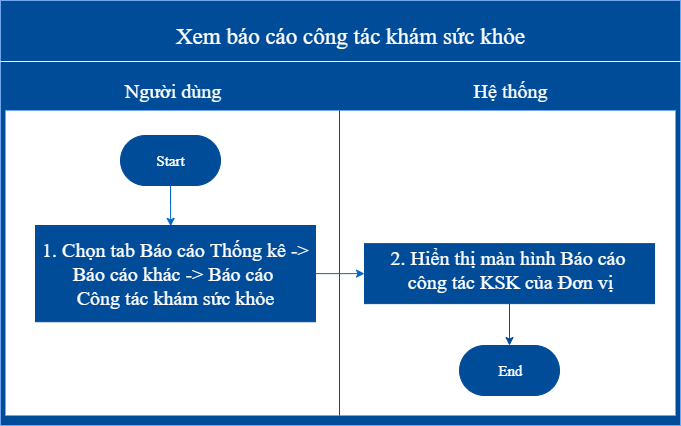 Xem báo cáo công tác khám sức khỏe
Người dùng
Hệ thống
Start
1. Chọn tab Báo cáo Thống kê ->
Báo cáo khác -> Báo cáo
Công tác khám sức khỏe
2. Hiển thị màn hình Báo cáo
công tác KSK của Đơn vị
End